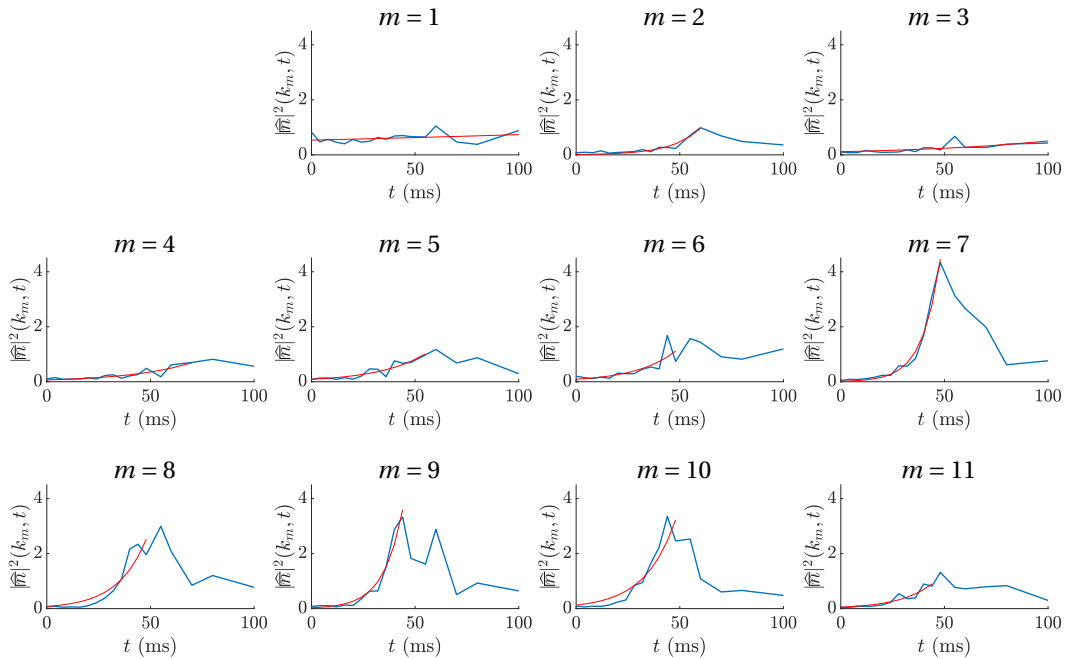 m = 1
|n̂|²(k_m, t)
4
2
0
0 50 100
t (ms)
m = 2
|n̂|²(k_m, t)
4
2
0
0 50 100
t (ms)
m = 3
|n̂|²(k_m, t)
4
2
0
0 50 100
t (ms)
m = 4
|n̂|²(k_m, t)
4
2
0
0 50 100
t (ms)
m = 5
|n̂|²(k_m, t)
4
2
0
0 50 100
t (ms)
m = 6
|n̂|²(k_m, t)
4
2
0
0 50 100
t (ms)
m = 7
|n̂|²(k_m, t)
4
2
0
0 50 100
t (ms)
m = 8
|n̂|²(k_m, t)
4
2
0
0 50 100
t (ms)
m = 9
|n̂|²(k_m, t)
4
2
0
0 50 100
t (ms)
m = 10
|n̂|²(k_m, t)
4
2
0
0 50 100
t (ms)
m = 11
|n̂|²(k_m, t)
4
2
0
0 50 100
t (ms)